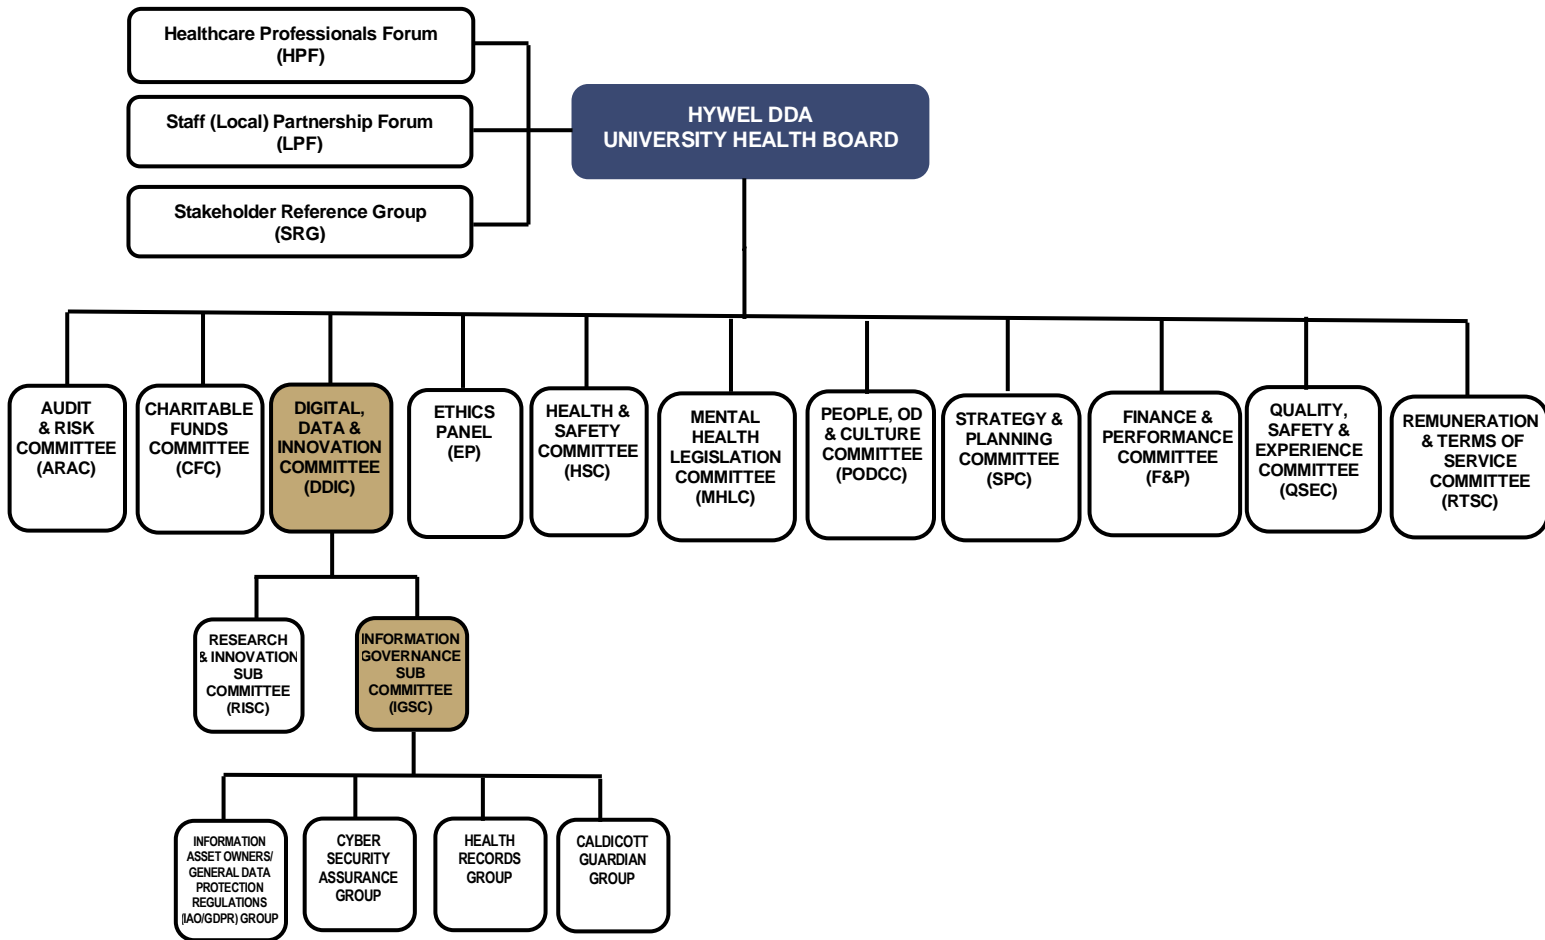 Healthcare Professionals Forum
(HPF)
Staff (Local) Partnership Forum
(LPF)
Stakeholder Reference Group
(SRG)
HYWEL DDA
UNIVERSITY HEALTH BOARD
AUDIT
& RISK
COMMITTEE
(ARAC)
CHARITABLE
FUNDS
COMMITTEE
(CFC)
DIGITAL,
DATA &
INNOVATION
COMMITTEE
(DDIC)
ETHICS
PANEL
(EP)
HEALTH &
SAFETY
COMMITTEE
(HSC)
MENTAL
HEALTH
LEGISLATION
COMMITTEE
(MHLC)
PEOPLE, OD
& CULTURE
COMMITTEE
(PODCC)
STRATEGY &
PLANNING
COMMITTEE
(SPC)
FINANCE &
PERFORMANCE
COMMITTEE
(F&P)
QUALITY,
SAFETY &
EXPERIENCE
COMMITTEE
(QSEC)
REMUNERATION
& TERMS OF
SERVICE
COMMITTEE
(RTSC)
RESEARCH
& INNOVATION
SUB
COMMITTEE
(RISC)
INFORMATION
GOVERNANCE
SUB
COMMITTEE
(IGSC)
INFORMATION
ASSET OWNERS/
GENERAL DATA
PROTECTION
REGULATIONS
(IAO/GDPR) GROUP
CYBER
SECURITY
ASSURANCE
GROUP
HEALTH
RECORDS
GROUP
CALDICOTT
GUARDIAN
GROUP